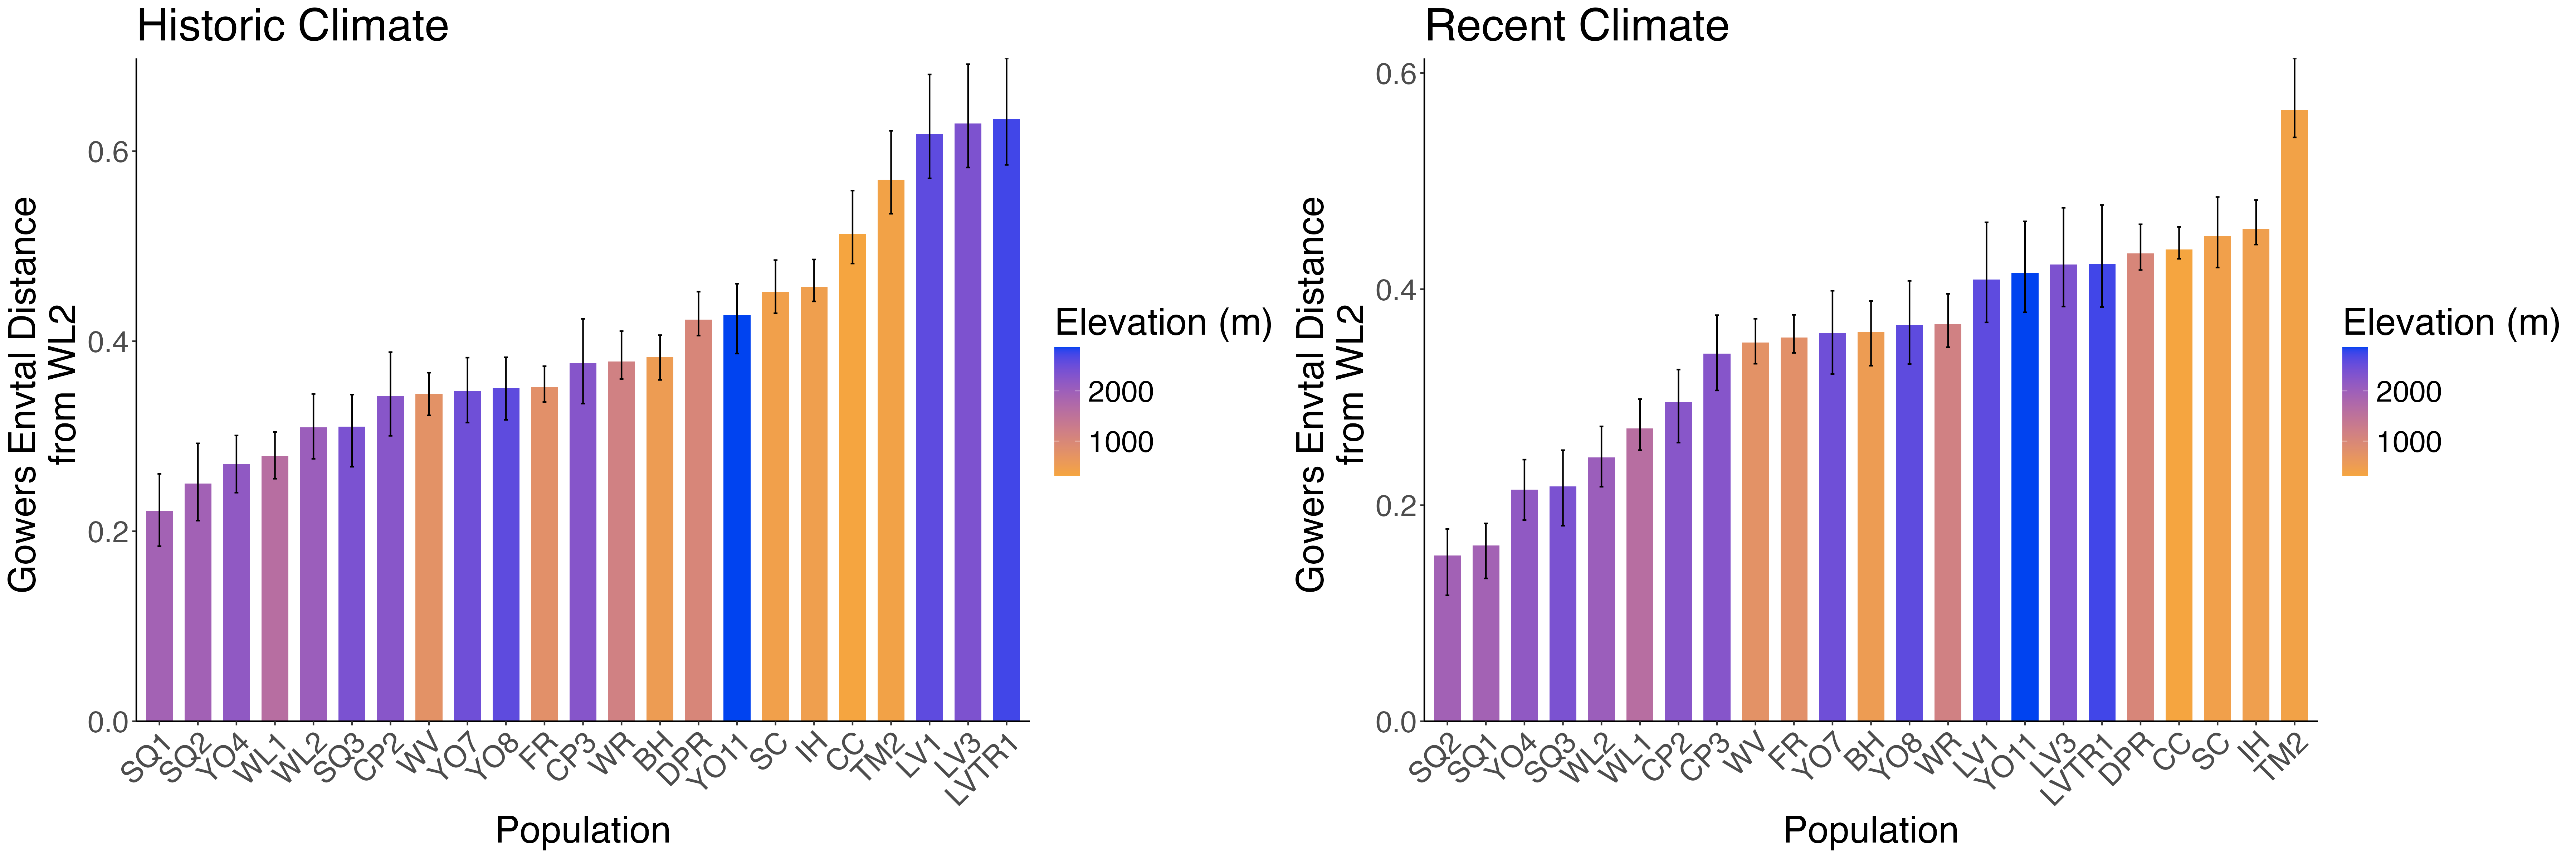 Historic Climate
Gowers Envtal Distance
from WL2
0.6
0.4
0.2
0.0
SQ1 SQ2 YO4 WL1 WL2 SQ3 CP2 WV YO7 YO8 FR CP3 WR BH DPR YO11 SC IH CC TM2 LV1 LV3 LVTR1
Population
Elevation (m)
2000
1000
Recent Climate
Gowers Envtal Distance
from WL2
0.6
0.4
0.2
0.0
SQ2 SQ1 YO4 SQ3 WL2 WL1 CP2 CP3 WV FR YO7 BH YO8 WR LV1 YO11 LV3 LVTR1 DPR CC SC IH TM2
Population
Elevation (m)
2000
1000